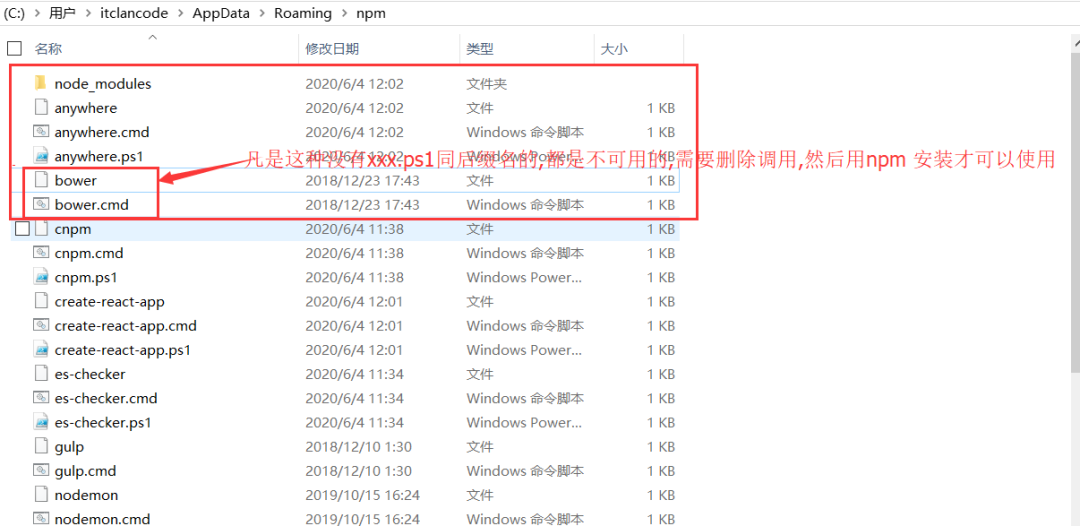 (C:) > 用户 > itclancode > AppData > Roaming > npm
名称 修改日期 类型 大小
node_modules 2020/6/4 12:02 文件夹
anywhere 2020/6/4 12:02 文件 1 KB
anywhere.cmd 2020/6/4 12:02 Windows 命令脚本 1 KB
anywhere.ps1 2020/6/4 12:02 Windows Power... 1 KB
凡是这种没有xxx.ps1同后缀名的,都是不可用的,需要删除调用,然后用npm 安装才可以使用
bower 2018/12/23 17:43 文件 1 KB
bower.cmd 2018/12/23 17:43 Windows 命令脚本 1 KB
cnpm 2020/6/4 11:38 文件 1 KB
cnpm.cmd 2020/6/4 11:38 Windows 命令脚本 1 KB
cnpm.ps1 2020/6/4 11:38 Windows Power... 1 KB
create-react-app 2020/6/4 12:01 文件 1 KB
create-react-app.cmd 2020/6/4 12:01 Windows 命令脚本 1 KB
create-react-app.ps1 2020/6/4 12:01 Windows Power... 1 KB
es-checker 2020/6/4 11:34 文件 1 KB
es-checker.cmd 2020/6/4 11:34 Windows 命令脚本 1 KB
es-checker.ps1 2020/6/4 11:34 Windows Power... 1 KB
gulp 2018/12/10 1:30 文件 1 KB
gulp.cmd 2018/12/10 1:30 Windows 命令脚本 1 KB
nodemon 2019/10/15 16:24 文件 1 KB
nodemon.cmd 2019/10/15 16:24 Windows 命令脚本 1 KB